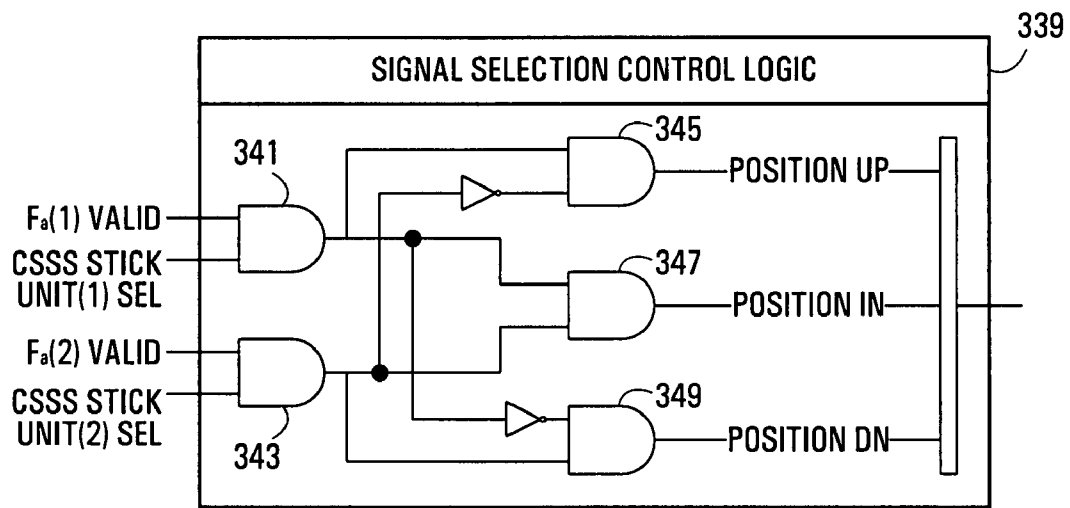 339
SIGNAL SELECTION CONTROL LOGIC
341
345
POSITION UP
Fa(1) VALID
CSSS STICK
UNIT(1) SEL
347
POSITION IN
Fa(2) VALID
CSSS STICK
UNIT(2) SEL
343
349
POSITION DN